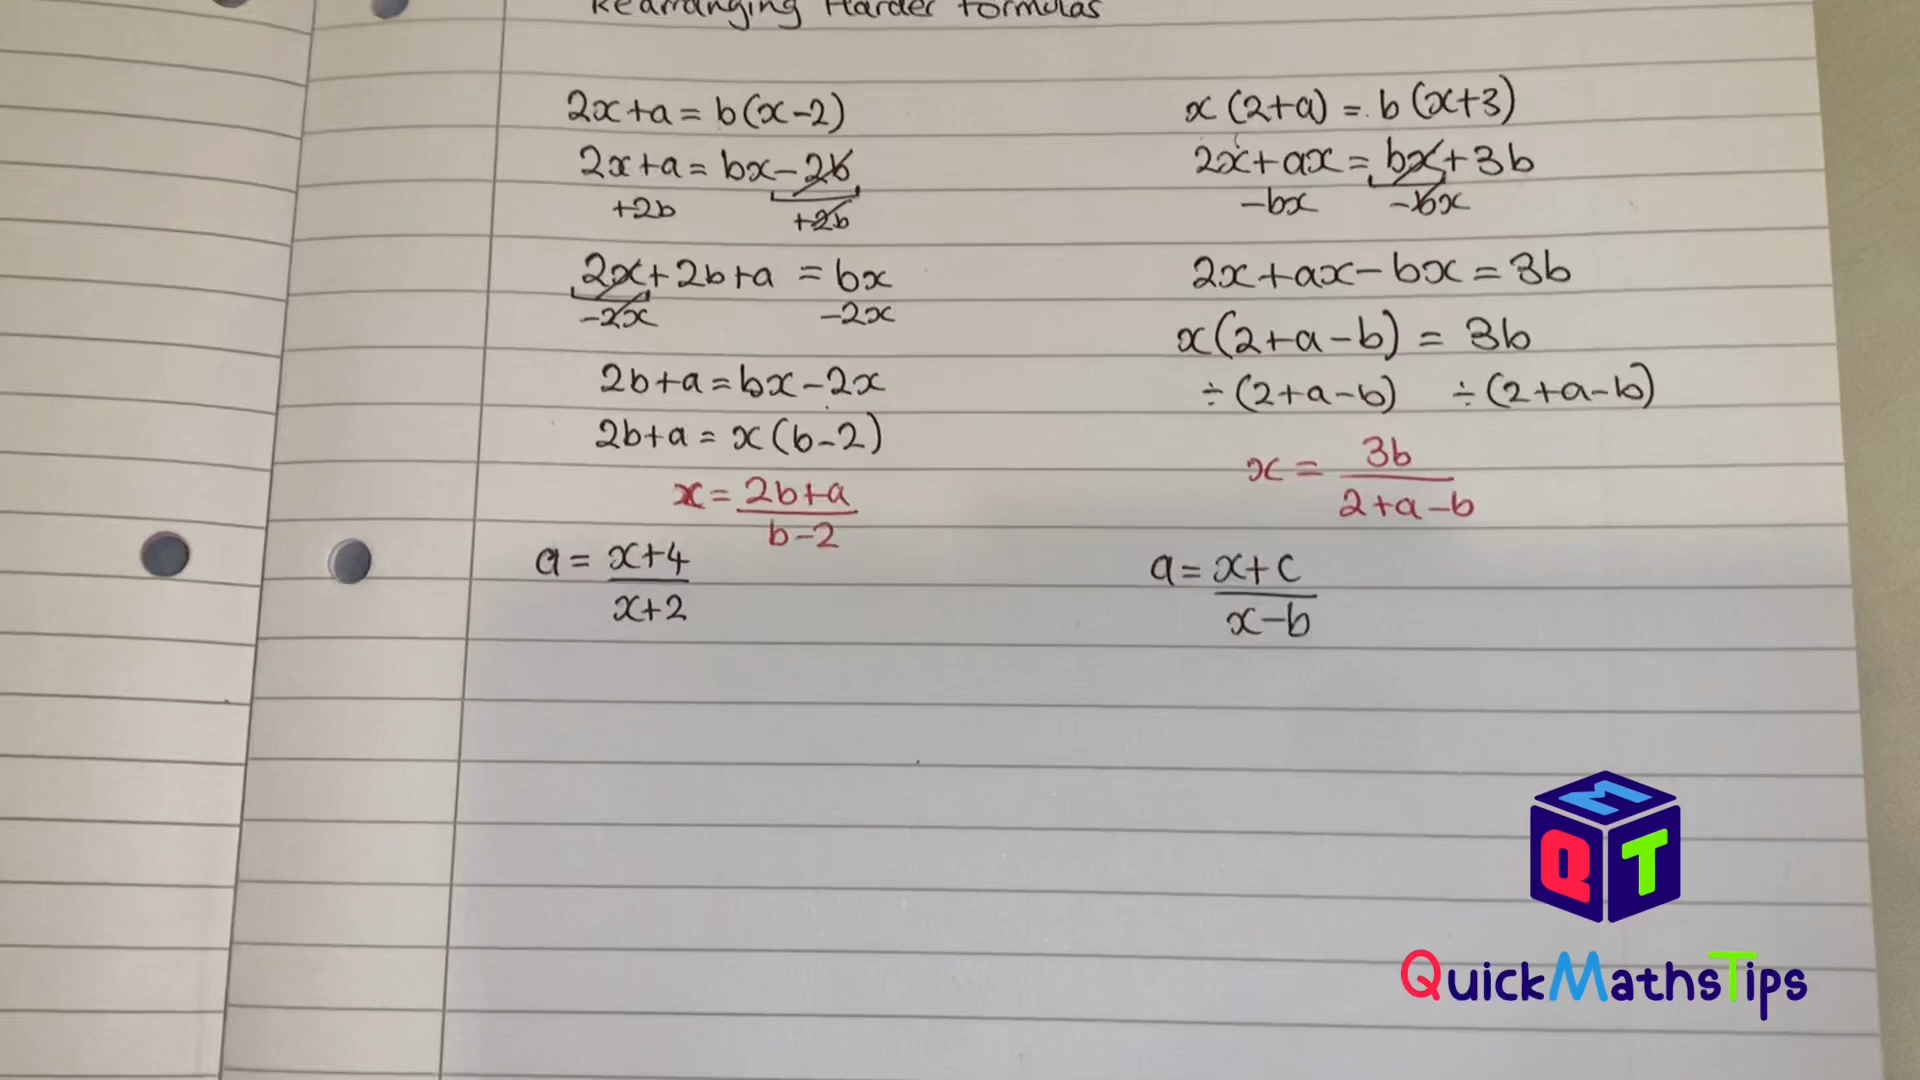 Rearranging Harder formulas
2x+a = b(x-2)
2x+a = bx-2b
+2b +2b
2x+2b+a = bx
-2x -2x
2b+a = bx-2x
2b+a = x(b-2)
x = 2b+a
b-2
a = x+4
x+2
x(2+a) = b(x+3)
2x+ax = bx+3b
-bx -bx
2x+ax-bx = 3b
x(2+a-b) = 3b
÷(2+a-b) ÷(2+a-b)
x = 3b
2+a-b
a = x+c
x-b
M
Q T
QuickMathsTips